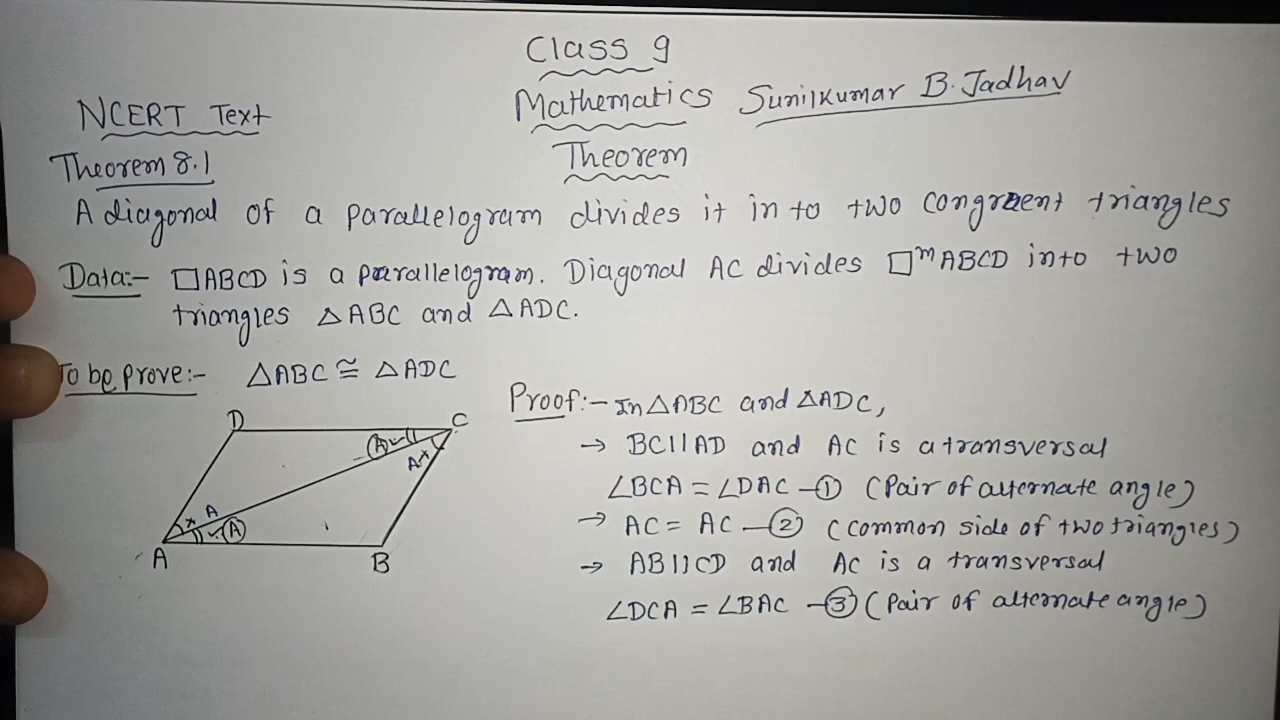 Class 9
Mathematics Sunilkumar B. Jadhav
NCERT Text
Theorem
Theorem 8.1
A diagonal of a parallelogram divides it in to two congruent triangles
Data:- □ABCD is a parallelogram. Diagonal AC divides □ᵐABCD into two
triangles △ABC and △ADC.
To be prove:- △ABC ≅ △ADC
D C
A x
x A
A
A B
Proof:- In △ABC and △ADC,
→ BC||AD and AC is a transversal
∠BCA = ∠DAC –① (Pair of alternate angle)
→ AC = AC –② (common side of two triangles)
→ AB||CD and AC is a transversal
∠DCA = ∠BAC –③ (Pair of alternate angle)